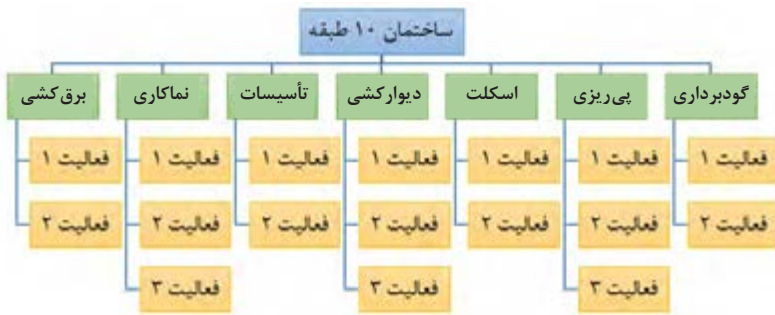 ساختمان ۱۰ طبقه
گودبرداری
پی‌ریزی
اسکلت
دیوارکشی
تأسیسات
نماکاری
برق‌کشی
فعالیت ۱
فعالیت ۱
فعالیت ۱
فعالیت ۱
فعالیت ۱
فعالیت ۱
فعالیت ۱
فعالیت ۲
فعالیت ۲
فعالیت ۲
فعالیت ۲
فعالیت ۲
فعالیت ۲
فعالیت ۲
فعالیت ۳
فعالیت ۳
فعالیت ۳